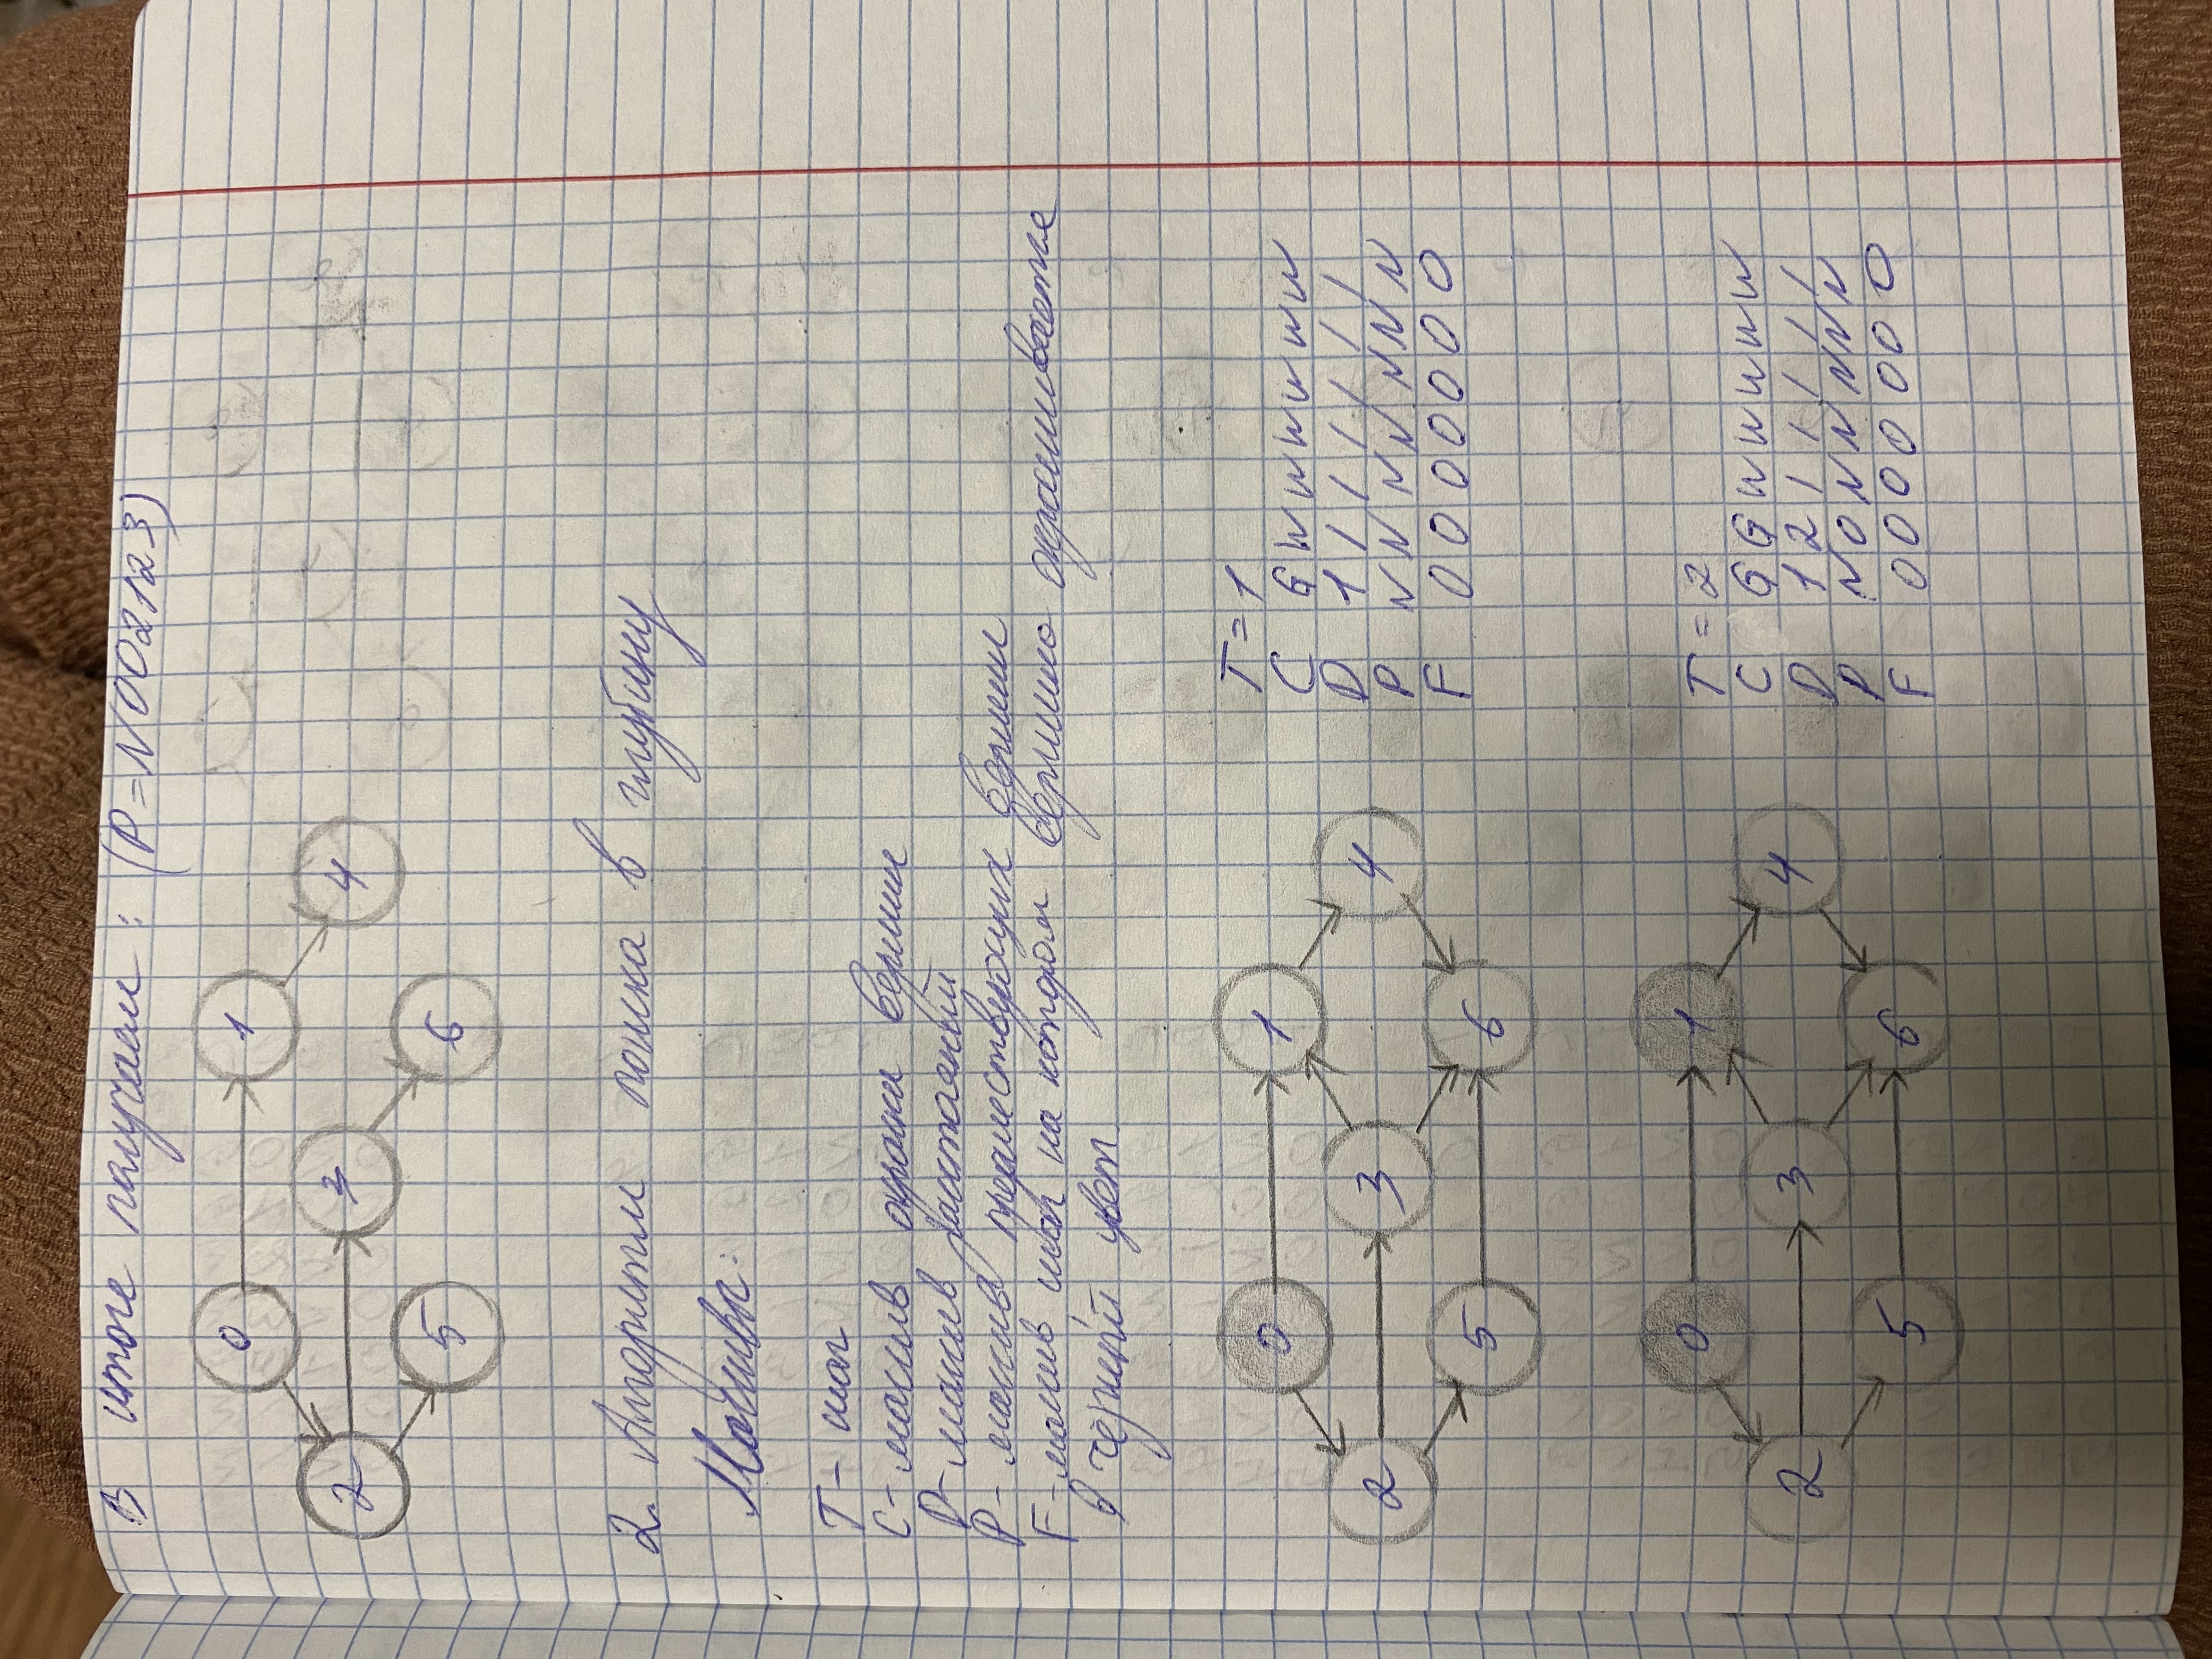 В итоге получаем: (P=N002123)
0 1
2 3 4
5 6
2. Алгоритм поиска в глубину
Массивы:
T - шаг
C - массив окраски вершин
D - массив расстояний
P - массив предшествующих вершин
F - массив, шаг на котором вершина окрашивается
в чёрный цвет.
0 1
2 3 4
5 6
T = 1
C G W W W W W W
D 1 / / / / / /
P N N N N N N N
F 0 0 0 0 0 0 0
0 1
2 3 4
5 6
T = 2
C G G W W W W W
D 1 2 / / / / /
P N 0 N N N N N
F 0 0 0 0 0 0 0